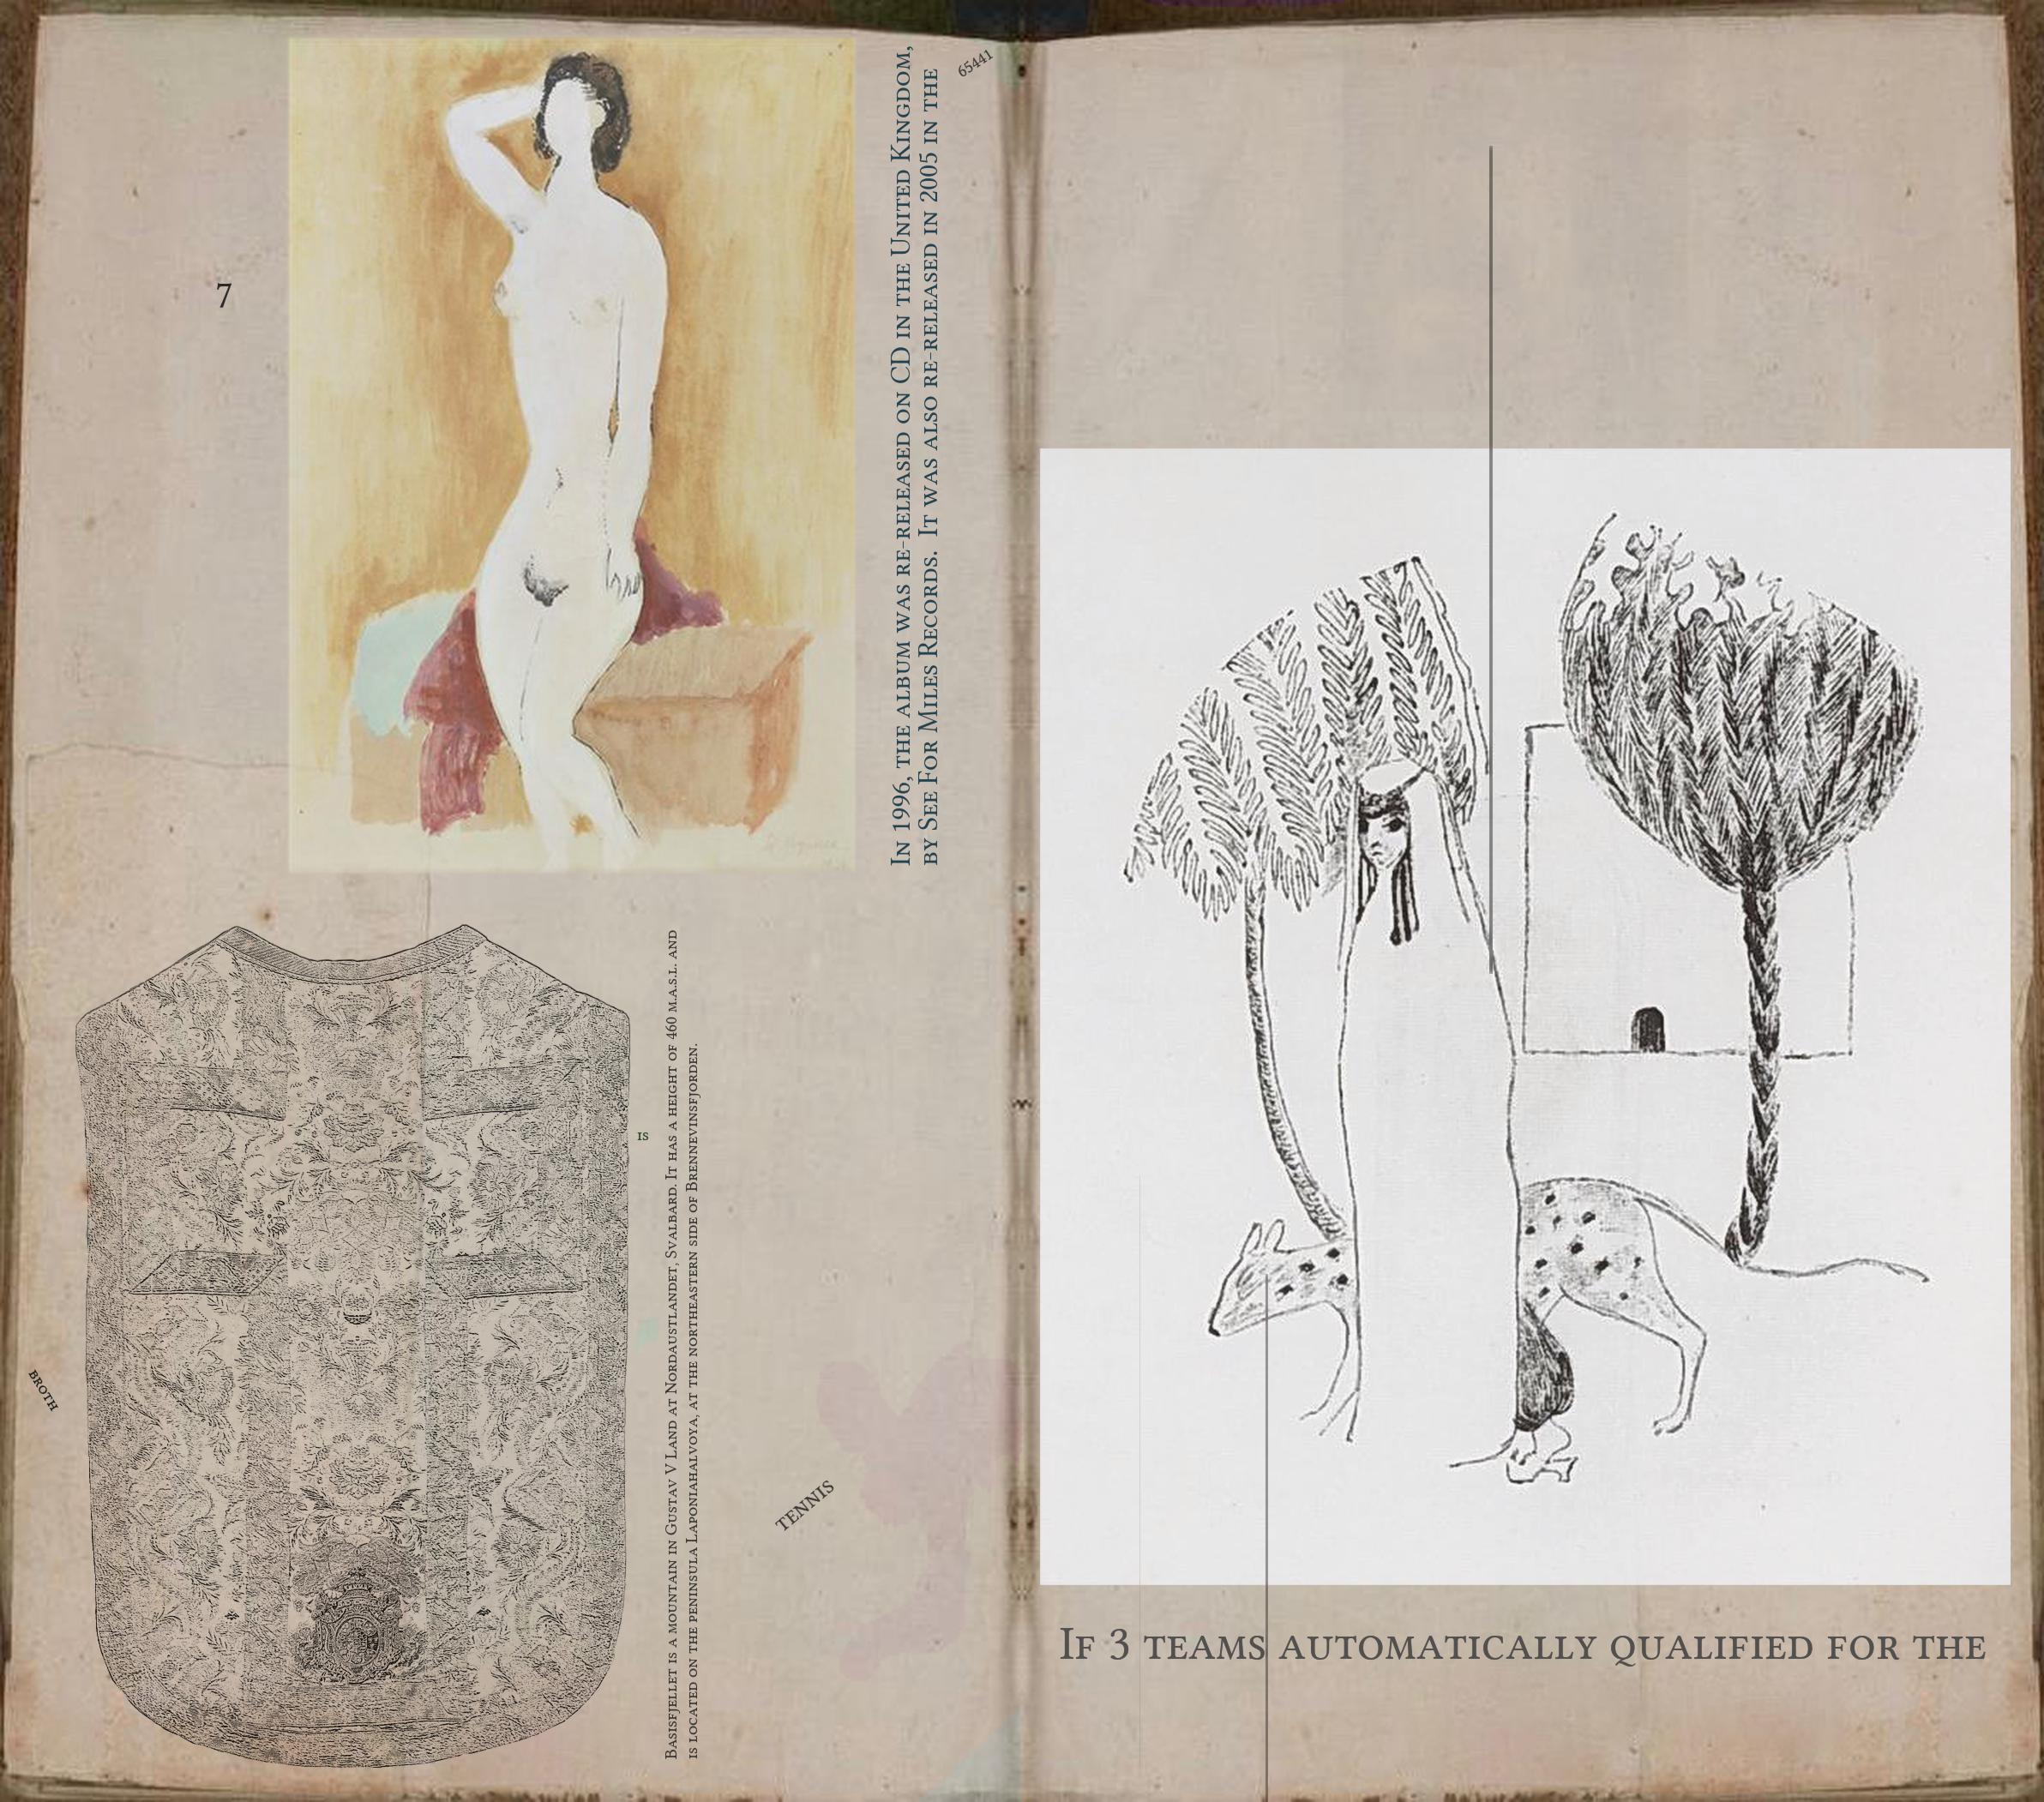 65441
In 1996, the album was re-released on CD in the United Kingdom,
by See For Miles Records. It was also re-released in 2005 in the
7
Basisfjellet is a mountain in Gustav V Land at Nordaustlandet, Svalbard. It has a height of 460 m.a.s.l. and
is located on the peninsula Laponiahalvøya, at the northeastern side of Brennevinsfjorden.
is
broth
tennis
If 3 teams automatically qualified for the